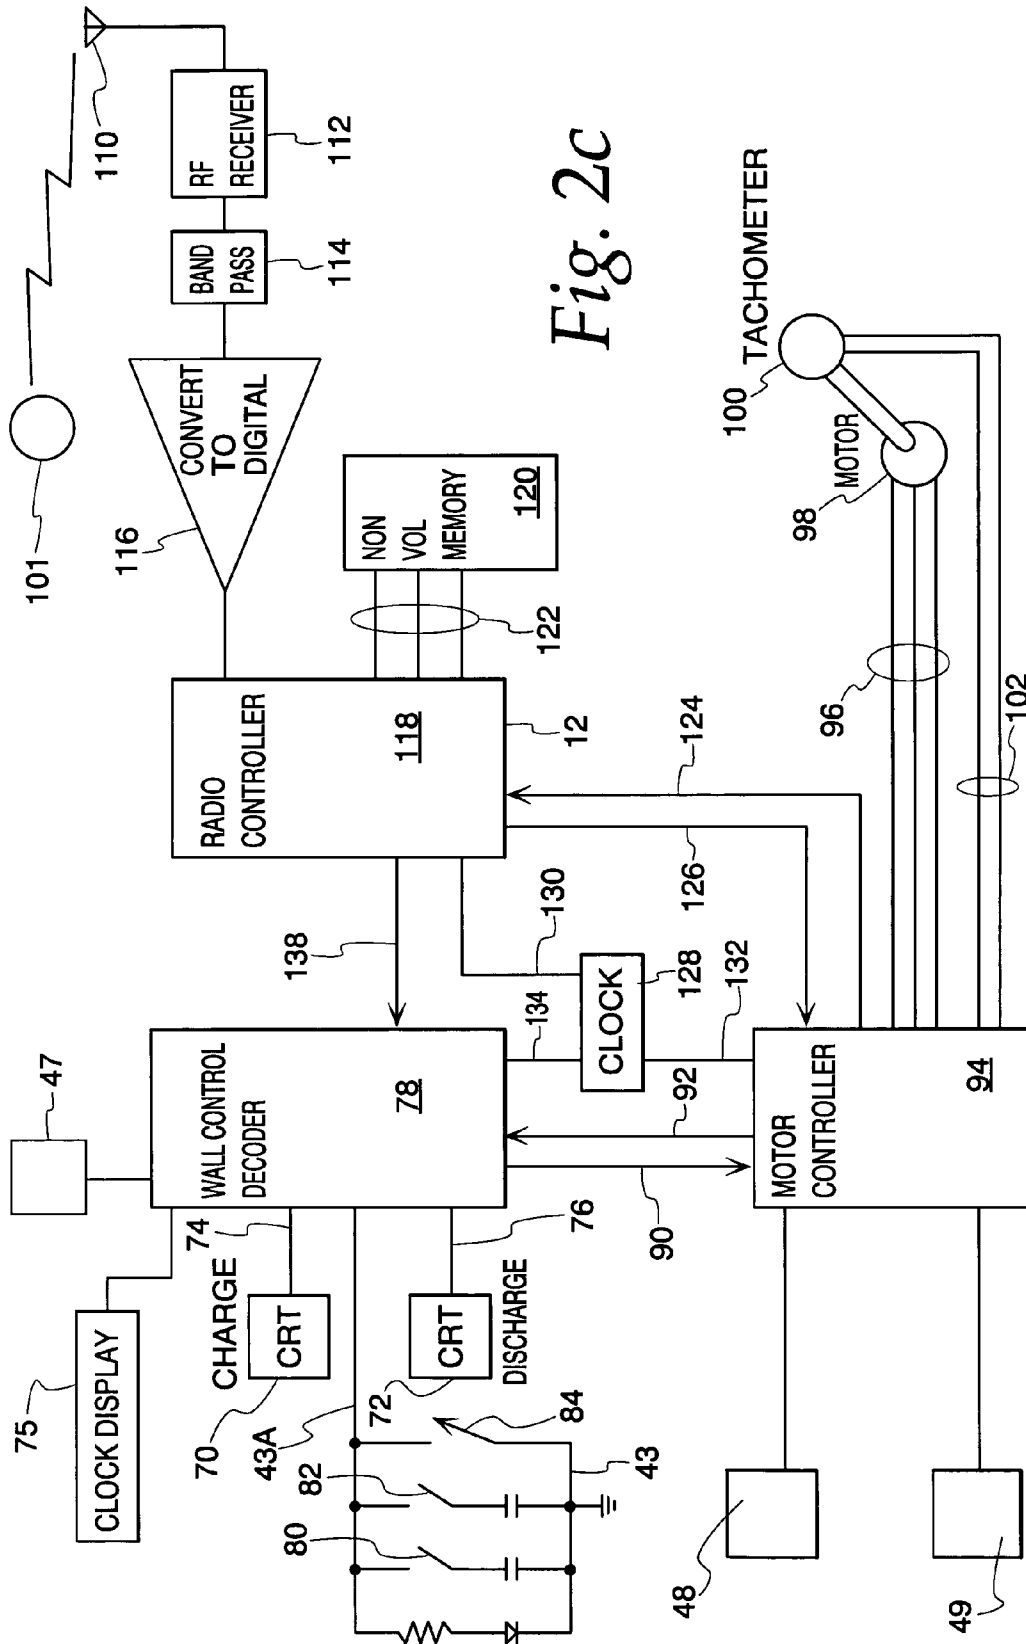 101
110
RF
RECEIVER
112
BAND
PASS
114
CONVERT
TO
DIGITAL
116
NON
VOL
MEMORY
120
122
RADIO
CONTROLLER
118
12
124
126
130
138
Fig. 2c
TACHOMETER
100
MOTOR
98
96
102
47
WALL CONTROL
DECODER
78
134
CLOCK
128
132
92
90
MOTOR
CONTROLLER
94
75
CLOCK DISPLAY
74
CHARGE
CRT
70
76
CRT
DISCHARGE
72
43A
84
82
80
43
48
49